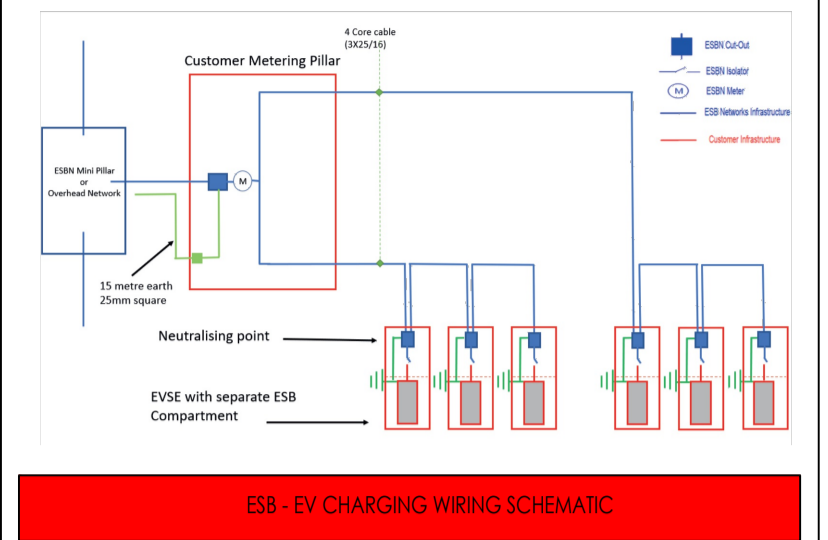 4 Core cable
(3X25/16)
Customer Metering Pillar
ESBN Cut-Out
ESBN Isolator
M
ESBN Meter
ESB Networks Infrastructure
Customer Infrastructure
ESBN Mini Pillar
or
Overhead Network
M
15 metre earth
25mm square
Neutralising point
EVSE with separate ESB
Compartment
ESB - EV CHARGING WIRING SCHEMATIC